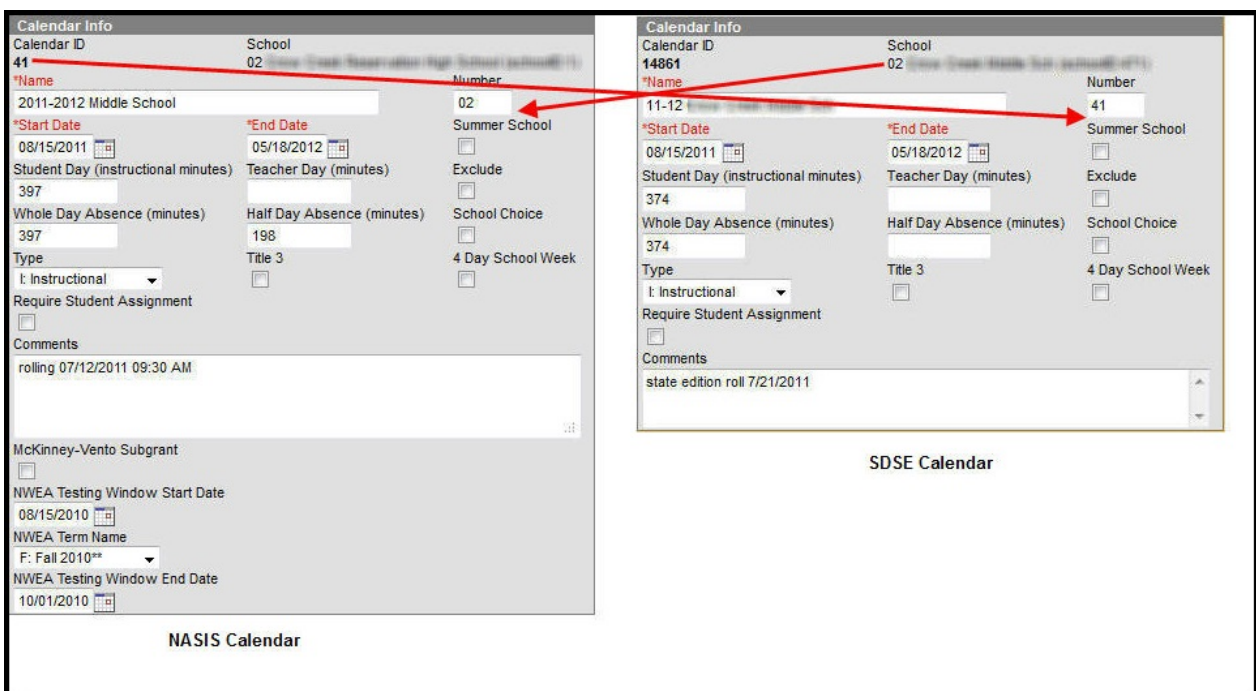 Calendar Info
Calendar ID School
41 02
*Name Number
2011-2012 Middle School 02
*Start Date *End Date Summer School
08/15/2011 05/18/2012
Student Day (instructional minutes) Teacher Day (minutes) Exclude
397
Whole Day Absence (minutes) Half Day Absence (minutes) School Choice
397 198
Type Title 3 4 Day School Week
I: Instructional
Require Student Assignment
Comments
rolling 07/12/2011 09:30 AM
McKinney-Vento Subgrant
NWEA Testing Window Start Date
08/15/2010
NWEA Term Name
F: Fall 2010**
NWEA Testing Window End Date
10/01/2010
NASIS Calendar
Calendar Info
Calendar ID School
14861 02
*Name Number
11-12 41
*Start Date *End Date Summer School
08/15/2011 05/18/2012
Student Day (instructional minutes) Teacher Day (minutes) Exclude
374
Whole Day Absence (minutes) Half Day Absence (minutes) School Choice
374
Type Title 3 4 Day School Week
I: Instructional
Require Student Assignment
Comments
state edition roll 7/21/2011
SDSE Calendar